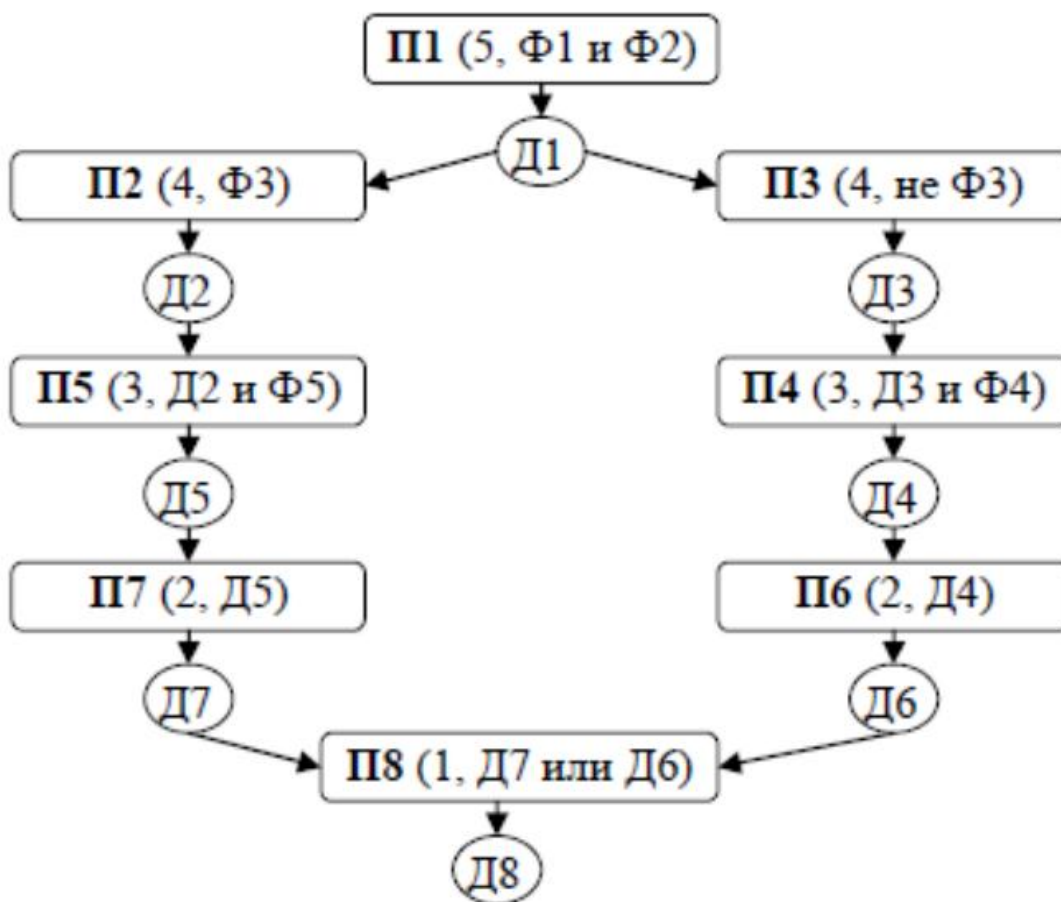 П1 (5, Ф1 и Ф2)
Д1
П2 (4, Ф3)
П3 (4, не Ф3)
Д2
Д3
П5 (3, Д2 и Ф5)
П4 (3, Д3 и Ф4)
Д5
Д4
П7 (2, Д5)
П6 (2, Д4)
Д7
Д6
П8 (1, Д7 или Д6)
Д8